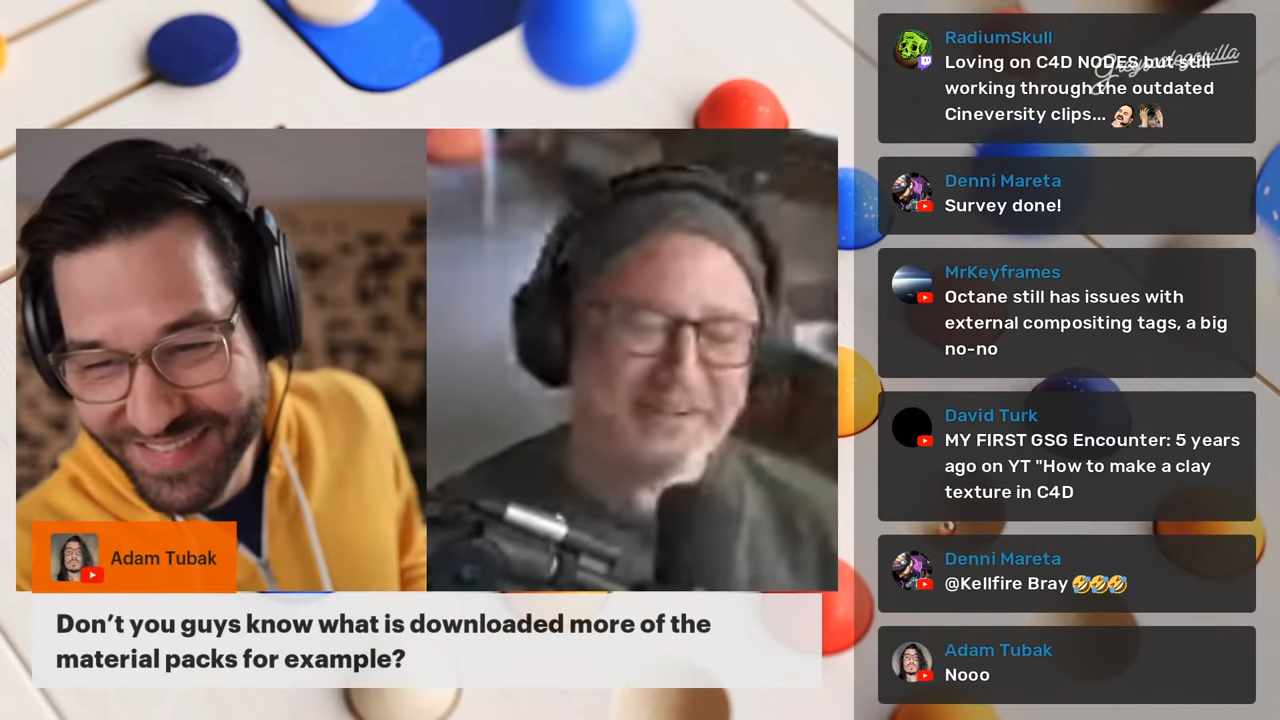 RadiumSkull
Loving on C4D NODES but still
working through the outdated
Cineversity clips...
Greyscalegorilla
Denni Mareta
Survey done!
MrKeyframes
Octane still has issues with
external compositing tags, a big
no-no
David Turk
MY FIRST GSG Encounter: 5 years
ago on YT "How to make a clay
texture in C4D
Denni Mareta
@Kellfire Bray 🤣🤣🤣
Adam Tubak
Nooo
Adam Tubak
Don't you guys know what is downloaded more of the
material packs for example?